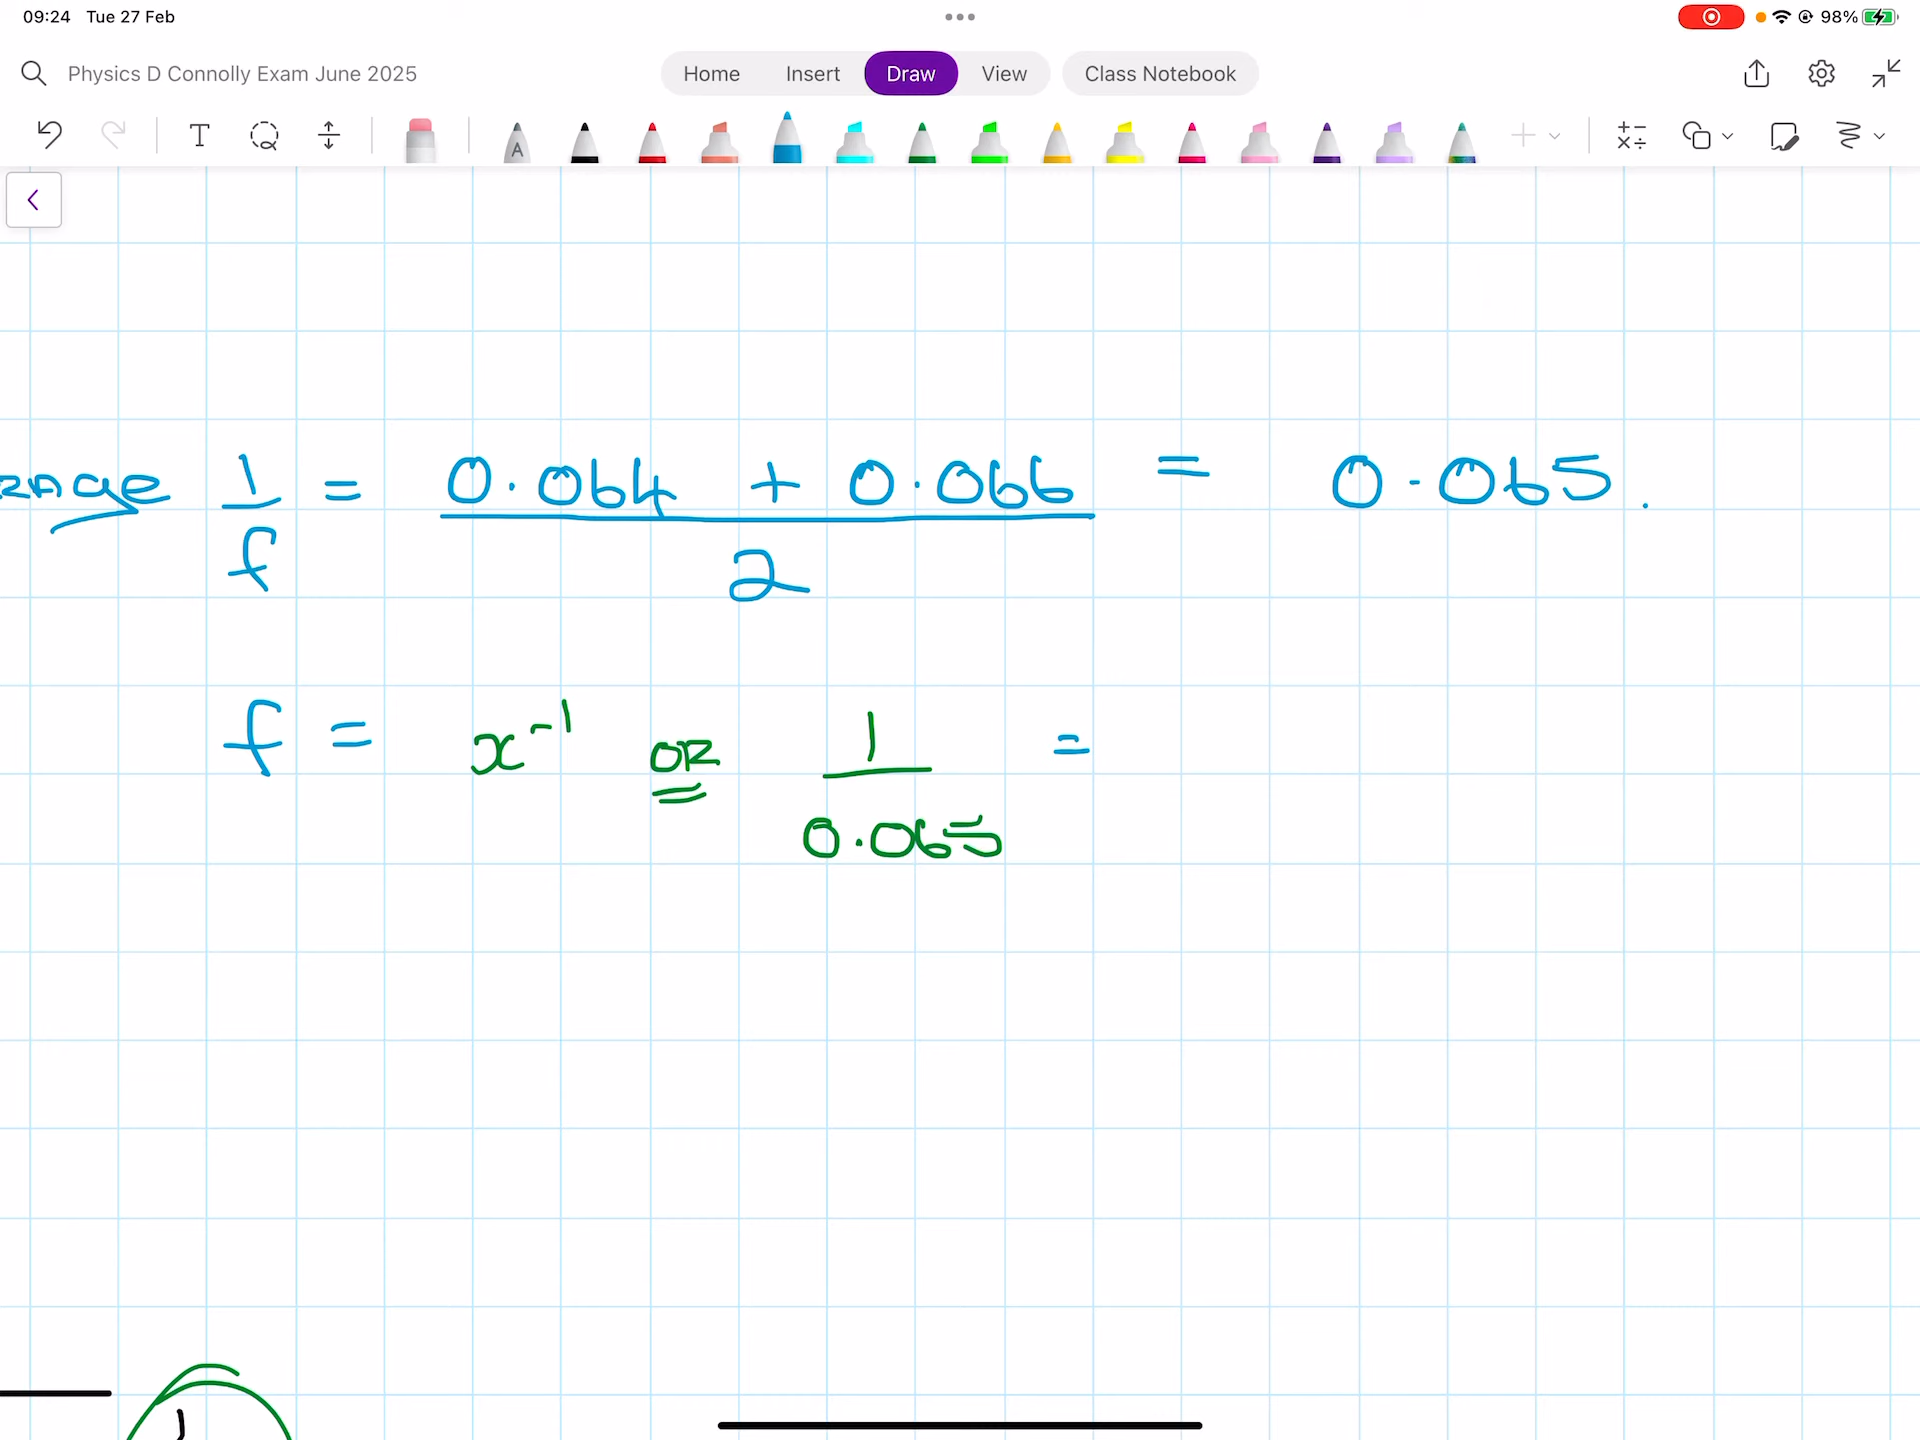 09:24 Tue 27 Feb
98%
Physics D Connolly Exam June 2025
Home Insert Draw View Class Notebook
T
A
1/f = (0.064 + 0.066)/2 = 0.065.
f = x⁻¹ OR 1/0.065 =